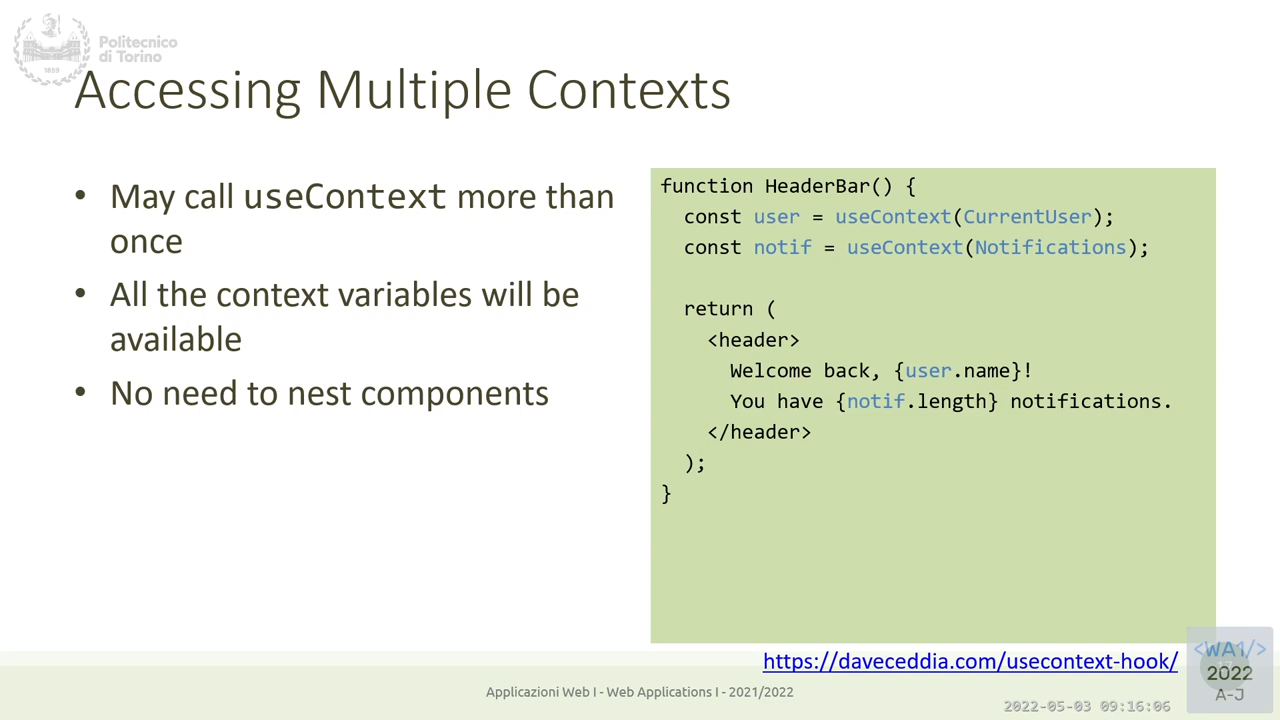 Politecnico
di Torino
1859
Accessing Multiple Contexts
• May call useContext more than
once
• All the context variables will be
available
• No need to nest components
function HeaderBar() {
  const user = useContext(CurrentUser);
  const notif = useContext(Notifications);
  return (
    <header>
      Welcome back, {user.name}!
      You have {notif.length} notifications.
    </header>
  );
}
https://daveceddia.com/usecontext-hook/
Applicazioni Web I - Web Applications I - 2021/2022
2022-05-03 09:16:06
<WA1/>
2022
A-J